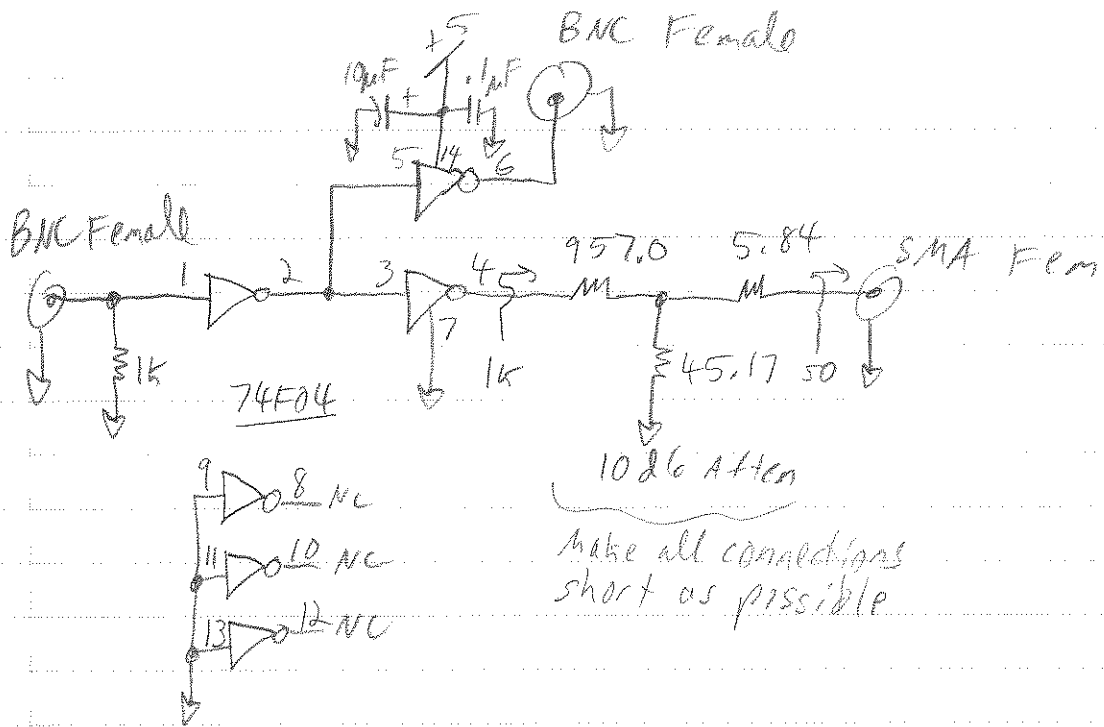 +5
BNC Female
10µF
+
.1µF
5
14
6
BNC Female
957.0
5.84
SMA Fem
1
2
3
4
7
1K
1K
45.17
50
74F04
10db Atten
9
8
NC
make all connections
short as possible
11
10
NC
13
12
NC